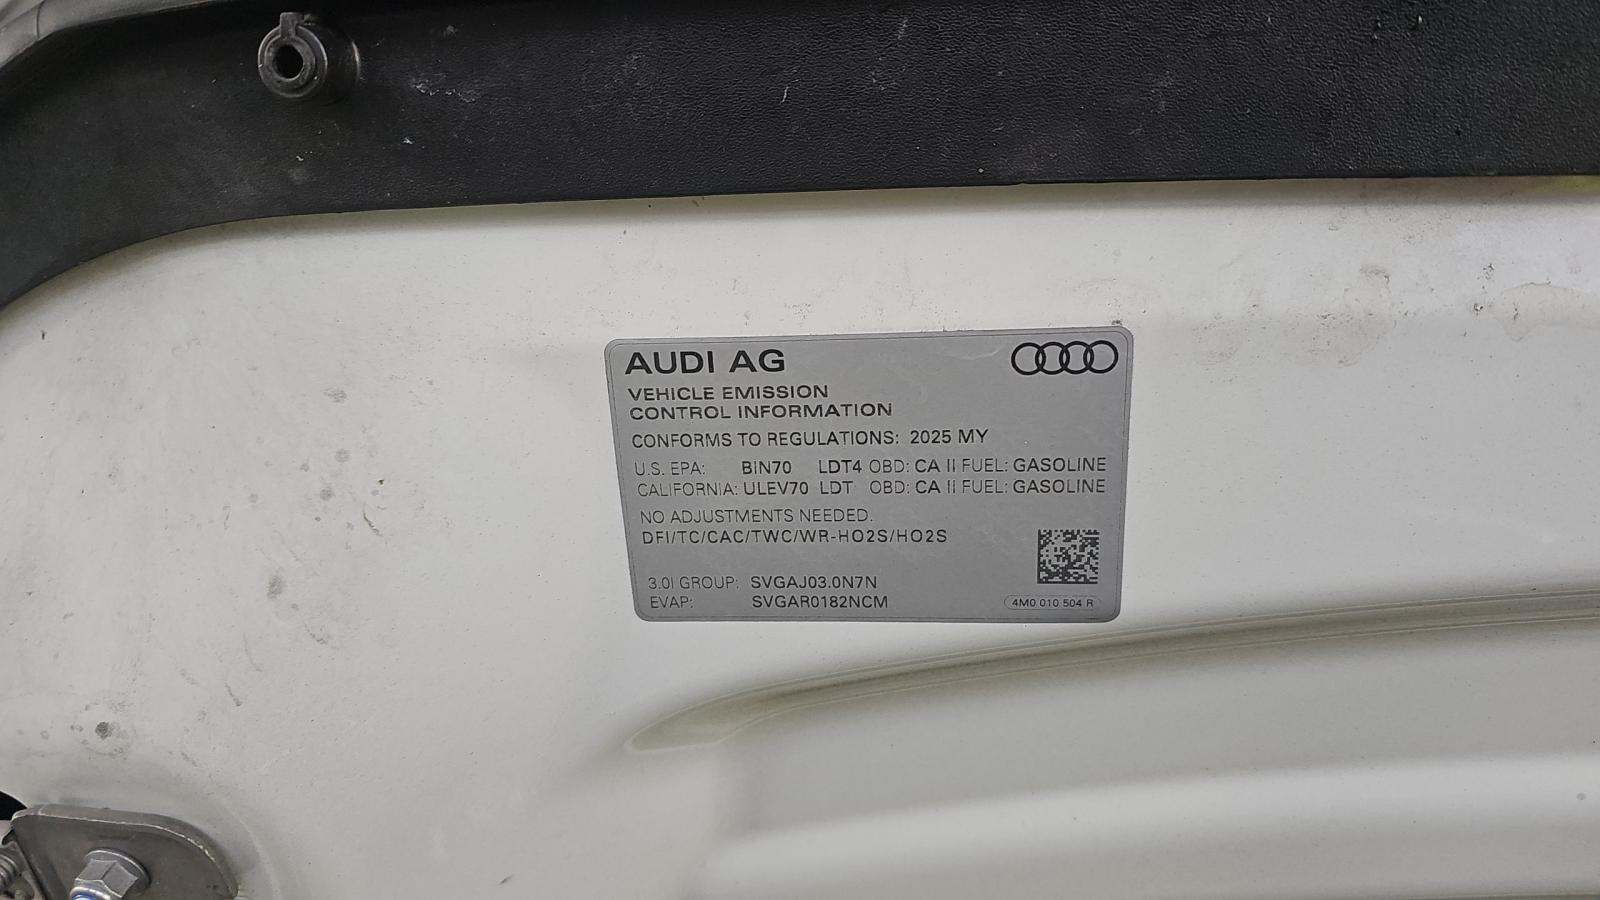 AUDI AG
VEHICLE EMISSION
CONTROL INFORMATION
CONFORMS TO REGULATIONS: 2025 MY
U.S. EPA: BIN70 LDT4 OBD: CA II FUEL: GASOLINE
CALIFORNIA: ULEV70 LDT OBD: CA II FUEL: GASOLINE
NO ADJUSTMENTS NEEDED.
DFI/TC/CAC/TWC/WR-HO2S/HO2S
3.0l GROUP: SVGAJ03.0N7N
EVAP: SVGAR0182NCM
4M0 010 504 R